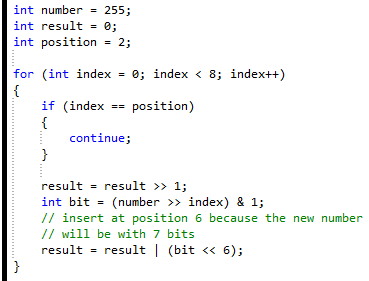 int number = 255;
int result = 0;
int position = 2;
for (int index = 0; index < 8; index++)
{
if (index == position)
{
continue;
}
result = result >> 1;
int bit = (number >> index) & 1;
// insert at position 6 because the new number
// will be with 7 bits
result = result | (bit << 6);
}